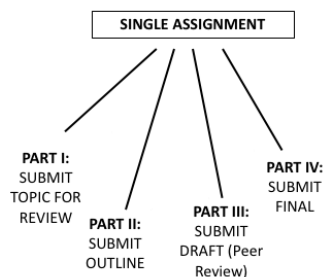 SINGLE ASSIGNMENT
PART I:
SUBMIT
TOPIC FOR
REVIEW
PART II:
SUBMIT
OUTLINE
PART III:
SUBMIT
DRAFT (Peer
Review)
PART IV:
SUBMIT
FINAL